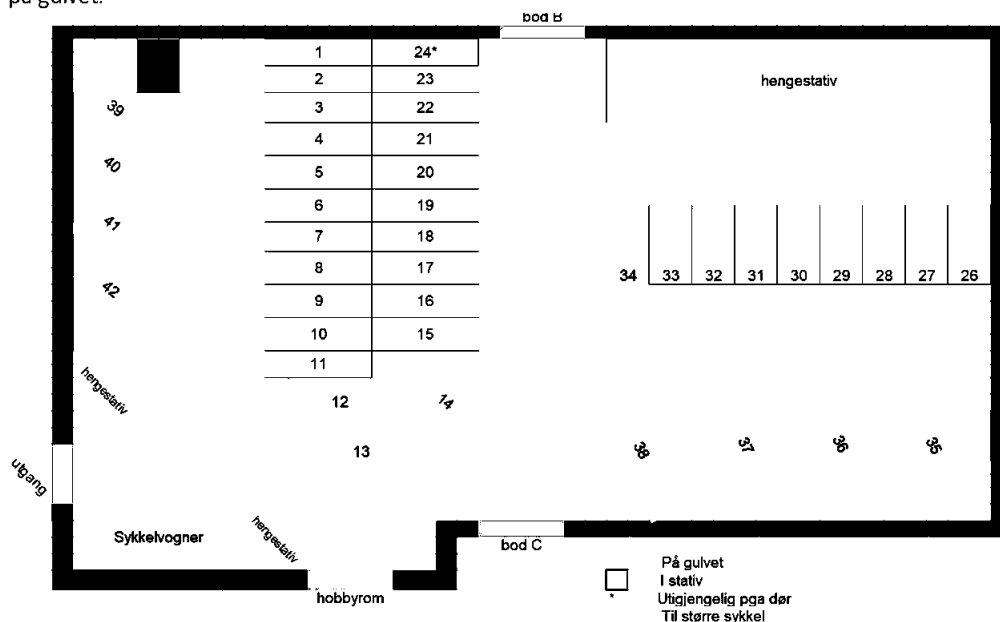 på gulvet.
bod B
1 24*
2 23
hengestativ
3 22
39
4 21
40
5 20
6 19
41
7 18
8 17
34 33 32 31 30 29 28 27 26
42
9 16
10 15
11
hengestativ
12 14
13
38 37 36 35
utgang
Sykkelvogner
hengestativ
bod C
hobbyrom
På gulvet
I stativ
* Utigjengelig pga dør
Til større sykkel